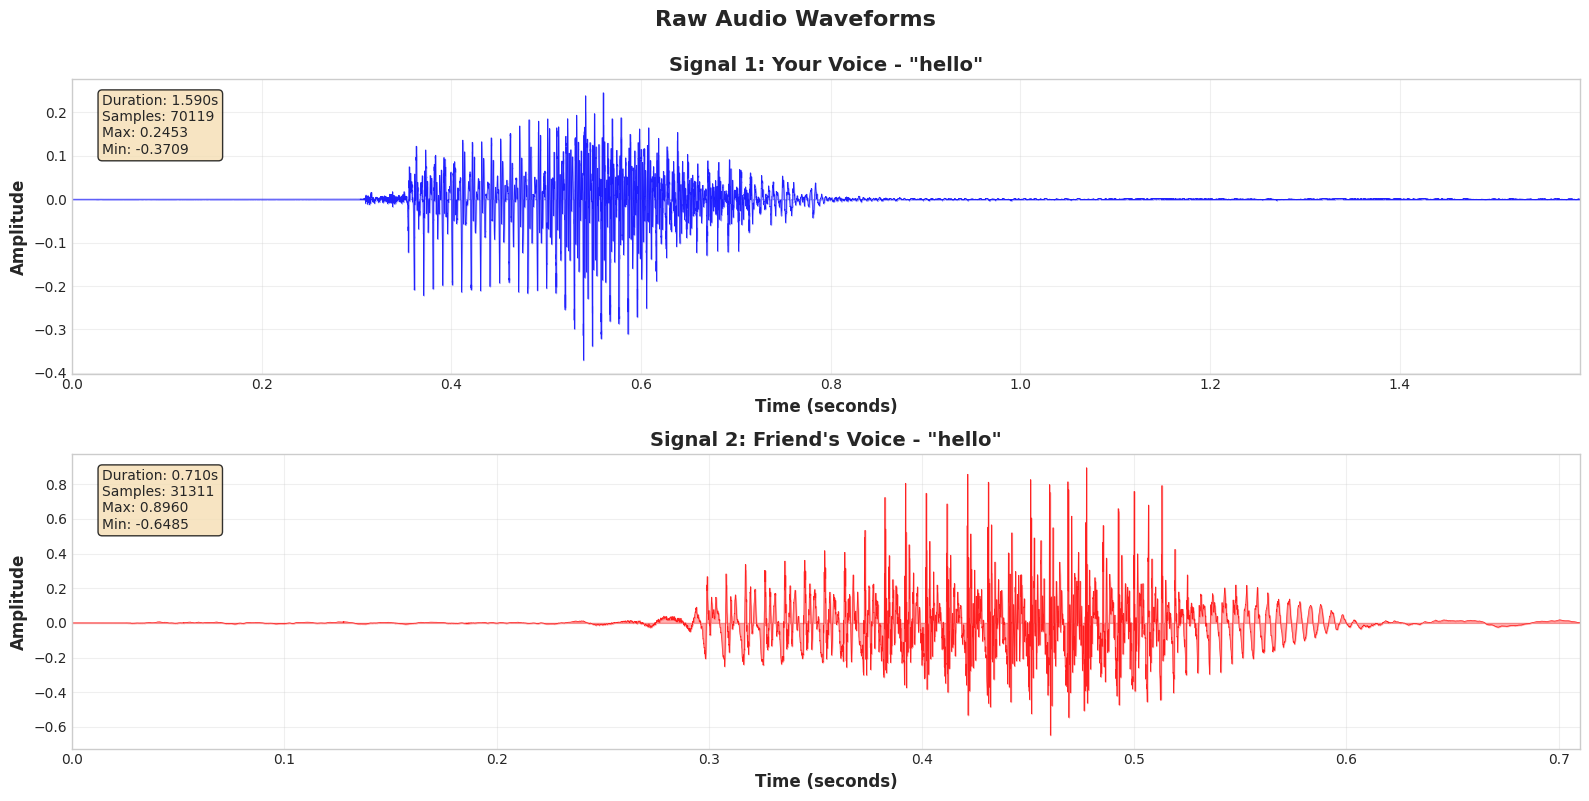 Raw Audio Waveforms
Signal 1: Your Voice - "hello"
Duration: 1.590s
Samples: 70119
Max: 0.2453
Min: -0.3709
0.2
0.1
0.0
−0.1
−0.2
−0.3
−0.4
Amplitude
0.0 0.2 0.4 0.6 0.8 1.0 1.2 1.4
Time (seconds)
Signal 2: Friend's Voice - "hello"
Duration: 0.710s
Samples: 31311
Max: 0.8960
Min: -0.6485
0.8
0.6
0.4
0.2
0.0
−0.2
−0.4
−0.6
Amplitude
0.0 0.1 0.2 0.3 0.4 0.5 0.6 0.7
Time (seconds)